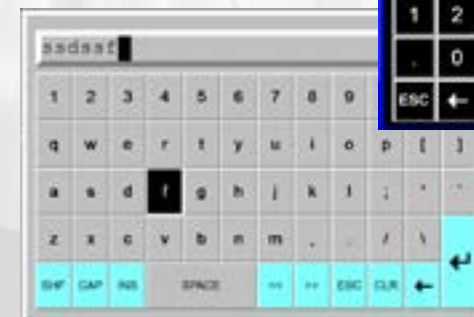 ssdssf
1 2 3 4 5 6 7 8 9
q w e r t y u i o p [ ]
a s d f g h j k l ; '
z x c v b n m , . / \
SHF CAP INS SPACE << >> ESC CLR ←
1 2
. 0
ESC ←